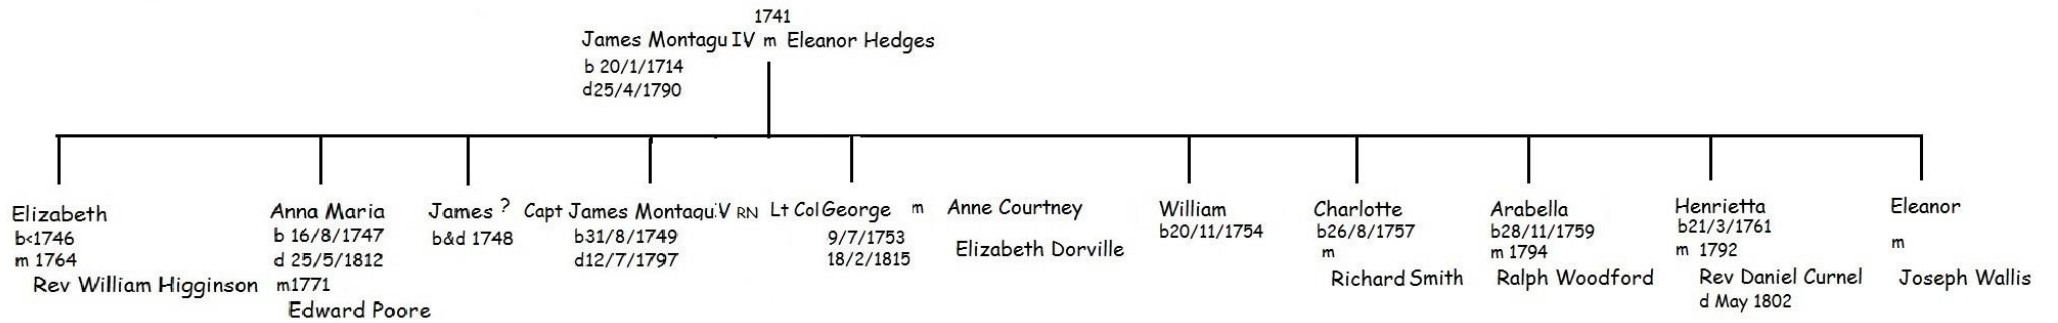 1741
James Montagu IV m Eleanor Hedges
b 20/1/1714
d25/4/1790
Elizabeth
b<1746
m 1764
Rev William Higginson
Anna Maria
b 16/8/1747
d 25/5/1812
m1771
Edward Poore
James ?
b&d 1748
Capt James Montagu V RN
b31/8/1749
d12/7/1797
Lt Col George m Anne Courtney
9/7/1753
18/2/1815
Elizabeth Dorville
William
b20/11/1754
Charlotte
b26/8/1757
m
Richard Smith
Arabella
b28/11/1759
m 1794
Ralph Woodford
Henrietta
b21/3/1761
m 1792
Rev Daniel Curnel
d May 1802
Eleanor
m
Joseph Wallis